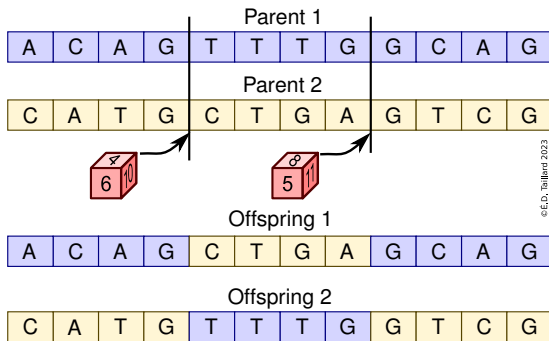 Parent 1
A C A G T T T G G C A G
Parent 2
C A T G C T G A G T C G
4 6 10
8 5 11
Offspring 1
A C A G C T G A G C A G
Offspring 2
C A T G T T T G G T C G
©É.D. Taillard 2023